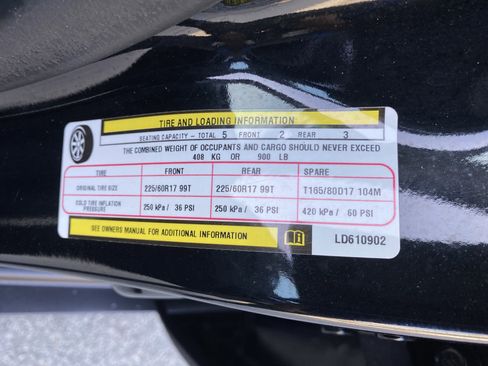 TIRE AND LOADING INFORMATION
SEATING CAPACITY - TOTAL 5 FRONT 2 REAR 3
THE COMBINED WEIGHT OF OCCUPANTS AND CARGO SHOULD NEVER EXCEED
408 KG OR 900 LB
TIRE FRONT REAR SPARE
ORIGINAL TIRE SIZE 225/60R17 99T 225/60R17 99T T165/80D17 104M
COLD TIRE INFLATION PRESSURE 250 kPa / 36 PSI 250 kPa / 36 PSI 420 kPa / 60 PSI
SEE OWNERS MANUAL FOR ADDITIONAL INFORMATION LD610902